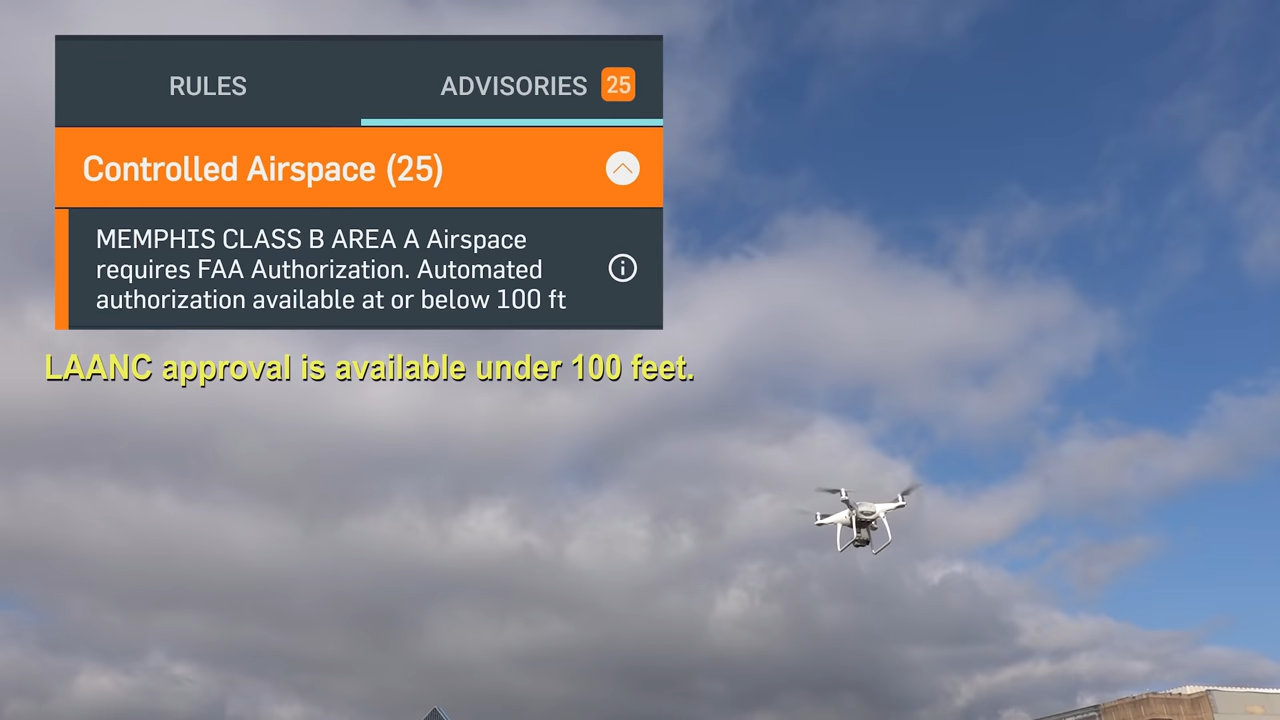 RULES
ADVISORIES 25
Controlled Airspace (25)
MEMPHIS CLASS B AREA A Airspace
requires FAA Authorization. Automated
authorization available at or below 100 ft
LAANC approval is available under 100 feet.